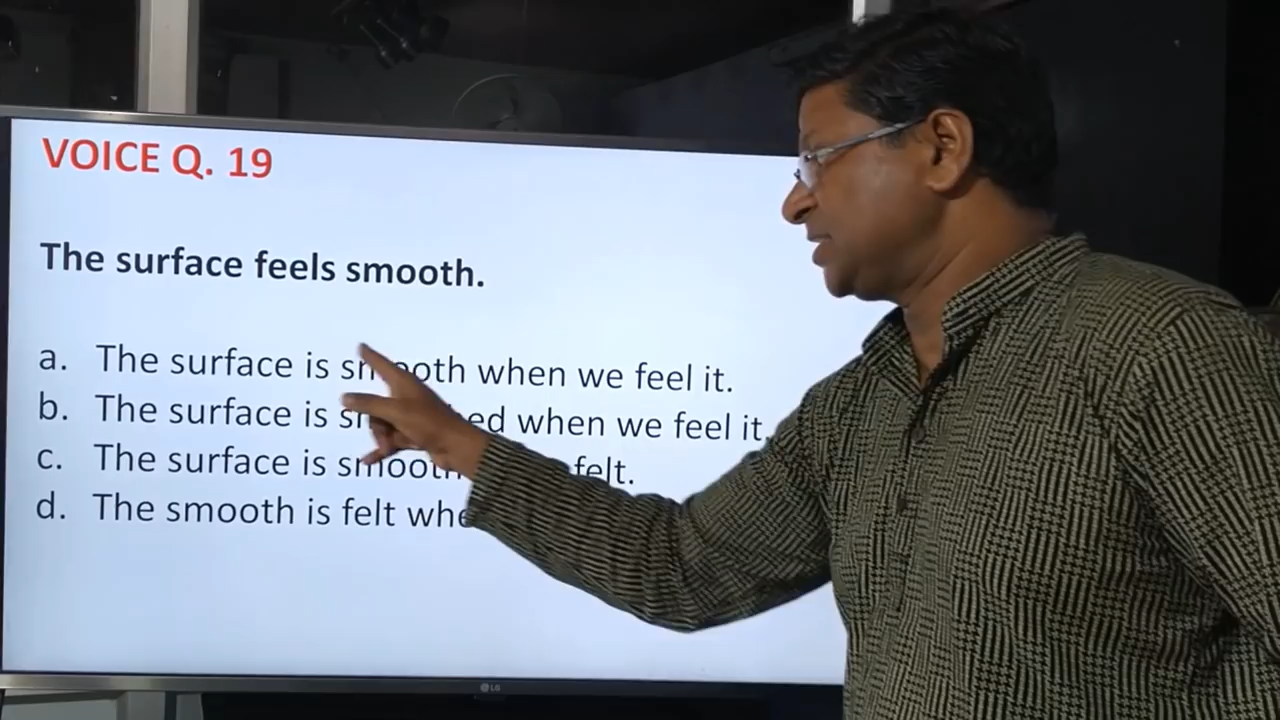 VOICE Q. 19
The surface feels smooth.
a. The surface is smooth when we feel it.
b. The surface is when we feel it.
c. The surface is felt.
d. The smooth is felt
LG